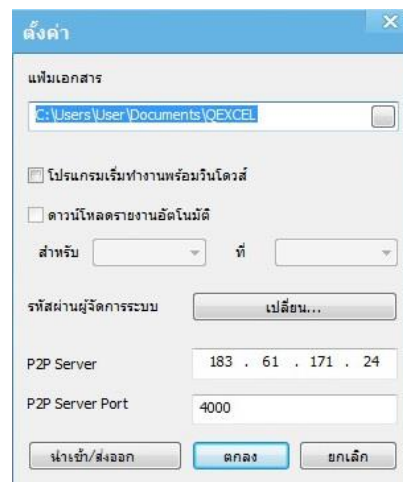 ตั้งค่า
แฟ้มเอกสาร
C:\Users\User\Documents\QEXCEL
โปรแกรมเริ่มทำงานพร้อมวินโดวส์
ดาวน์โหลดรายงานอัตโนมัติ
สำหรับ ที่
รหัสผ่านผู้จัดการระบบ เปลี่ยน...
P2P Server 183 . 61 . 171 . 24
P2P Server Port 4000
นำเข้า/ส่งออก ตกลง ยกเลิก